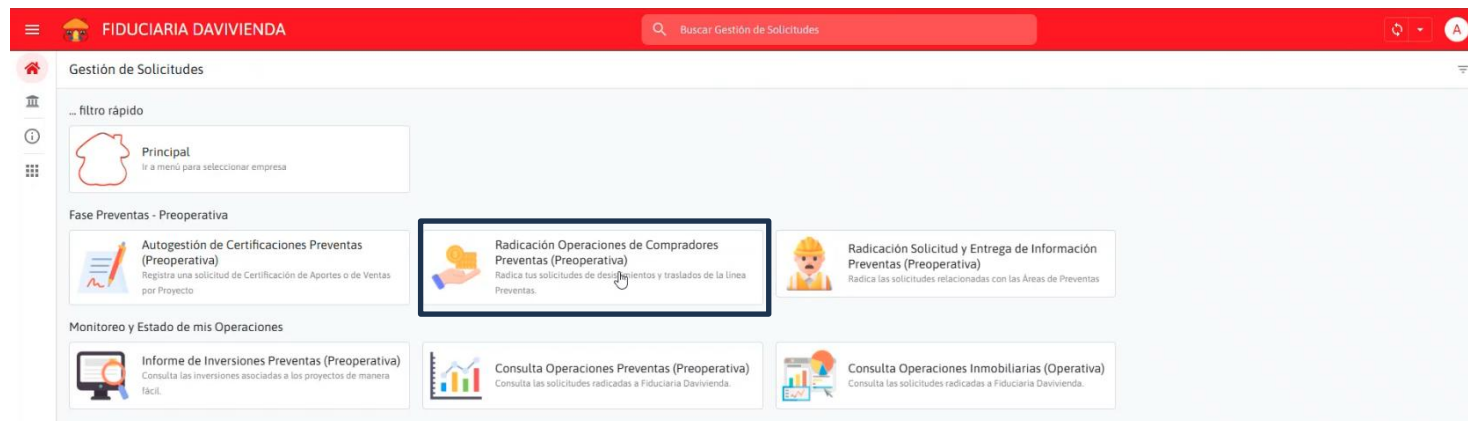 FIDUCIARIA DAVIVIENDA
Buscar Gestión de Solicitudes
A
Gestión de Solicitudes
... filtro rápido
Principal
Ir a menú para seleccionar empresa
Fase Preventas - Preoperativa
Autogestión de Certificaciones Preventas
(Preoperativa)
Registra una solicitud de Certificación de Aportes o de Ventas
por Proyecto
Radicación Operaciones de Compradores
Preventas (Preoperativa)
Radica tus solicitudes de y traslados de la línea
Preventas.
Radicación Solicitud y Entrega de Información
Preventas (Preoperativa)
Radica las solicitudes relacionadas con las Áreas de Preventas
Monitoreo y Estado de mis Operaciones
Informe de Inversiones Preventas (Preoperativa)
Consulta las inversiones asociadas a los proyectos de manera
fácil.
Consulta Operaciones Preventas (Preoperativa)
Consulta las solicitudes radicadas a Fiduciaria Davivienda.
Consulta Operaciones Inmobiliarias (Operativa)
Consulta las solicitudes radicadas a Fiduciaria Davivienda.